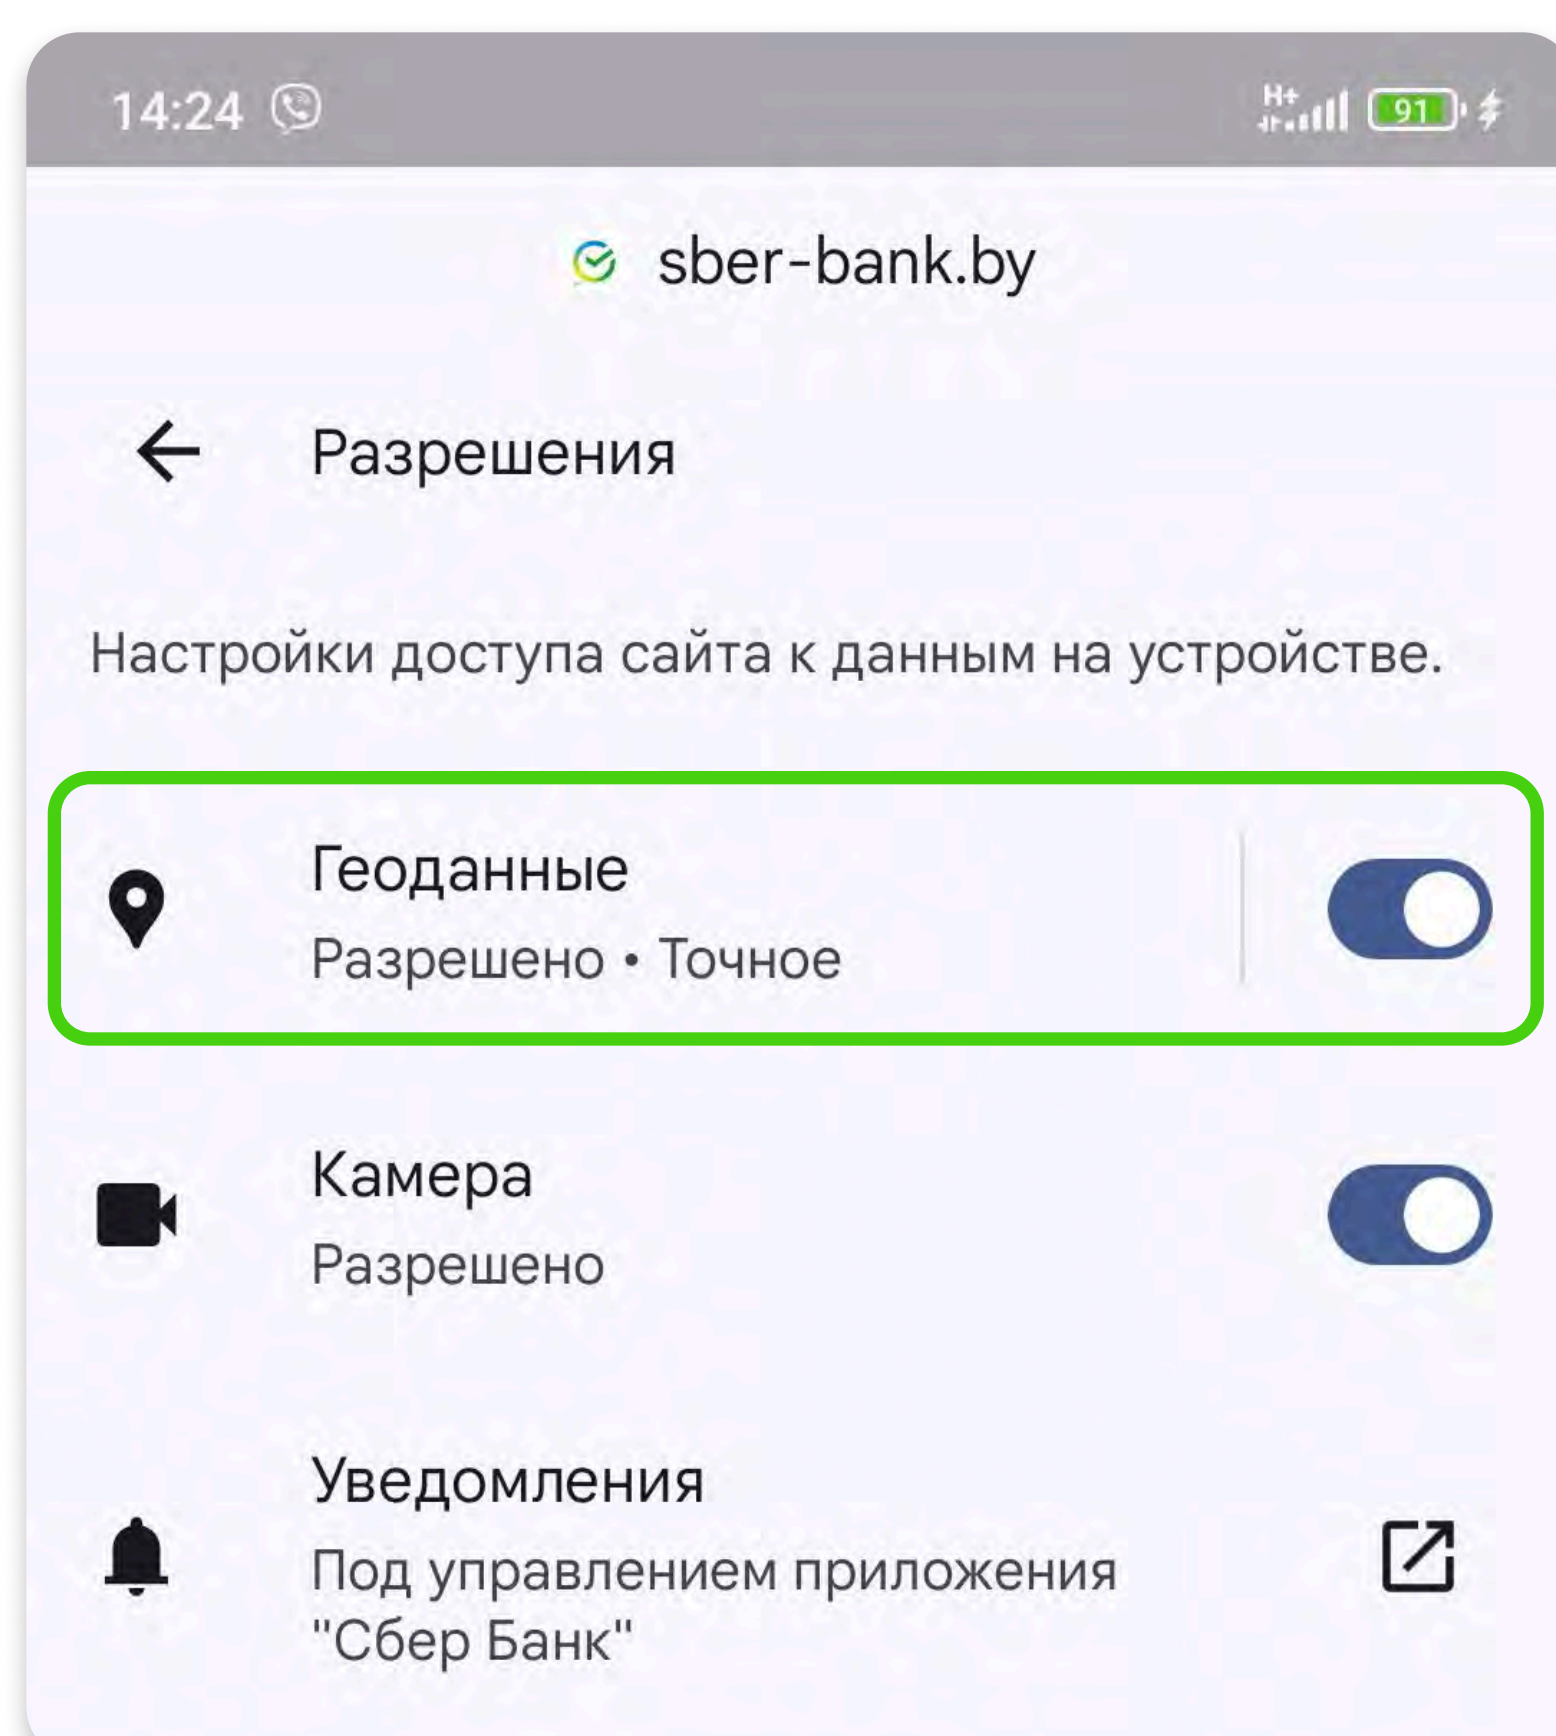 14:24
H+
91
sber-bank.by
Разрешения
Настройки доступа сайта к данным на устройстве.
Геоданные
Разрешено • Точное
Камера
Разрешено
Уведомления
Под управлением приложения
"Сбер Банк"